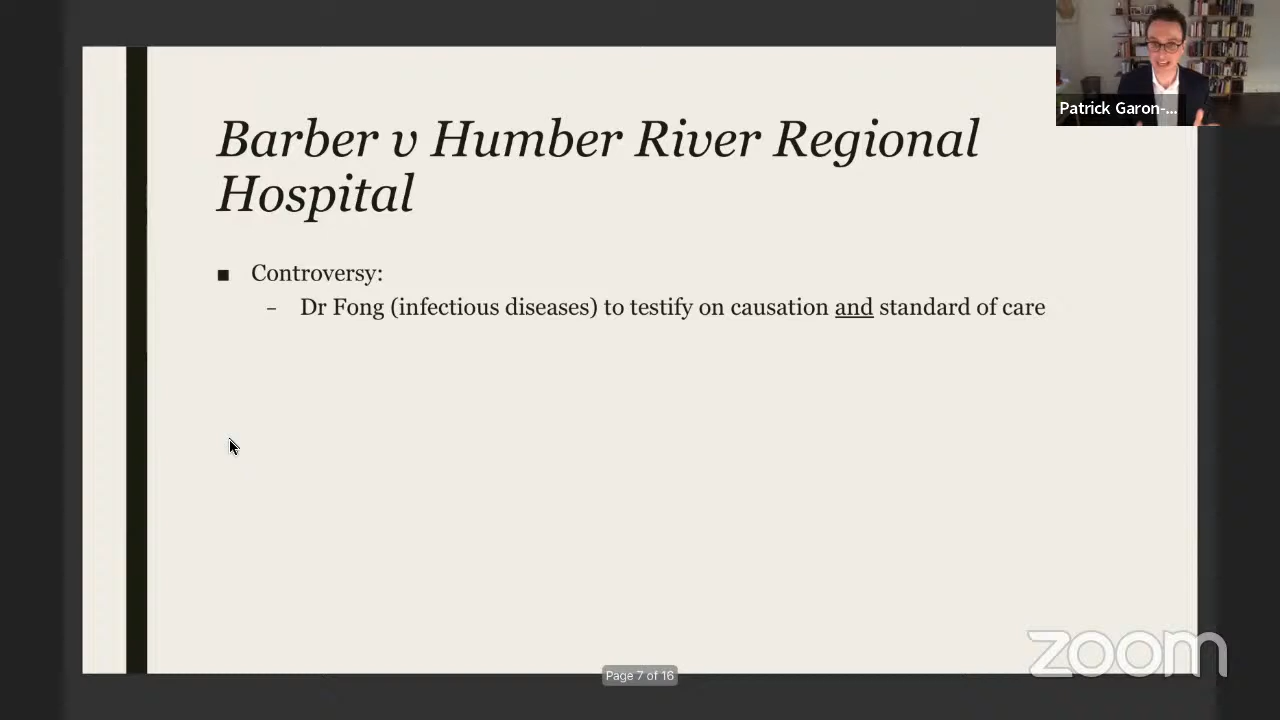 Patrick Garon-...
Barber v Humber River Regional
Hospital
■ Controversy:
– Dr Fong (infectious diseases) to testify on causation and standard of care
zoom
Page 7 of 16